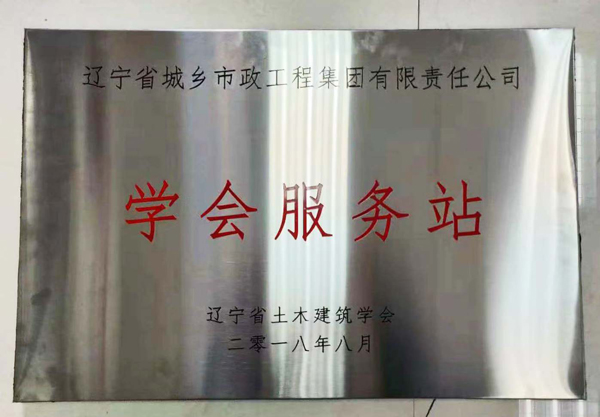 辽宁省城乡市政工程集团有限责任公司
学会服务站
辽宁省土木建筑学会
二零一八年八月